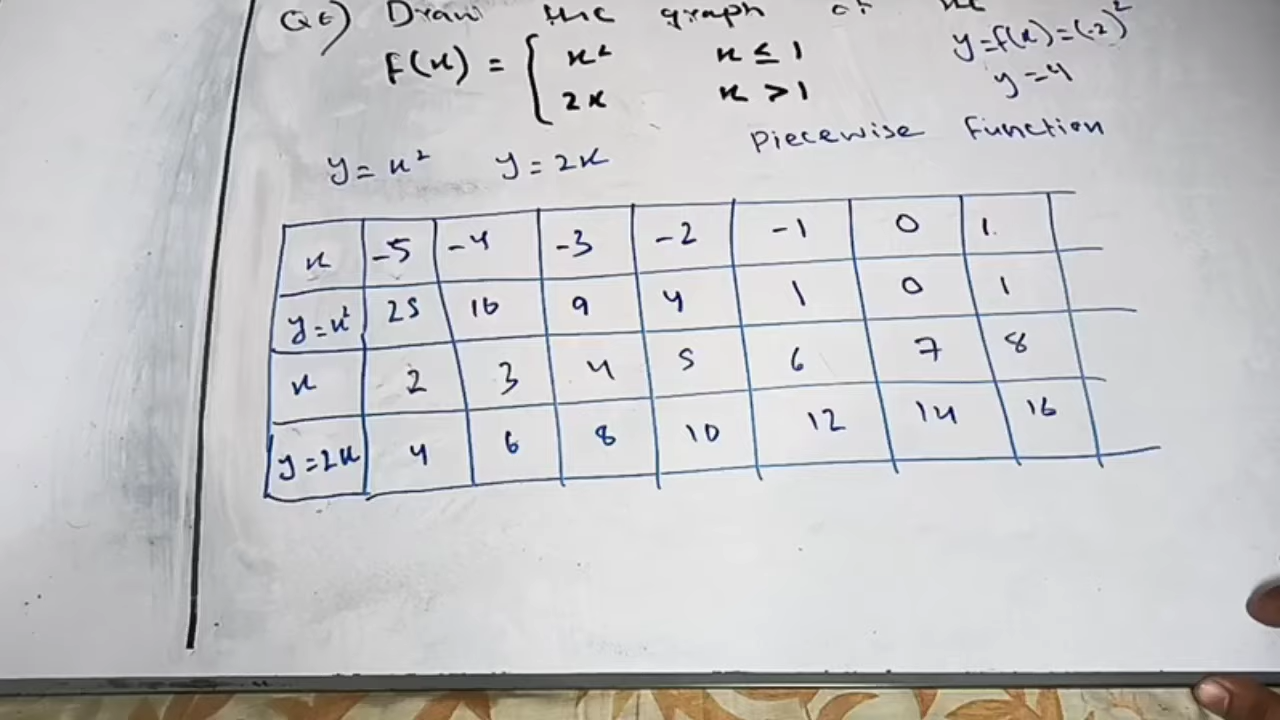 Q6) Draw the graph of
F(x) = { x² x ≤ 1
2x x > 1
y=f(x)=(-2)²
y=4
Piecewise Function
y=x² y=2x
x -5 -4 -3 -2 -1 0 1
y=x² 25 16 9 4 1 0 1
x 2 3 4 5 6 7 8
y=2x 4 6 8 10 12 14 16